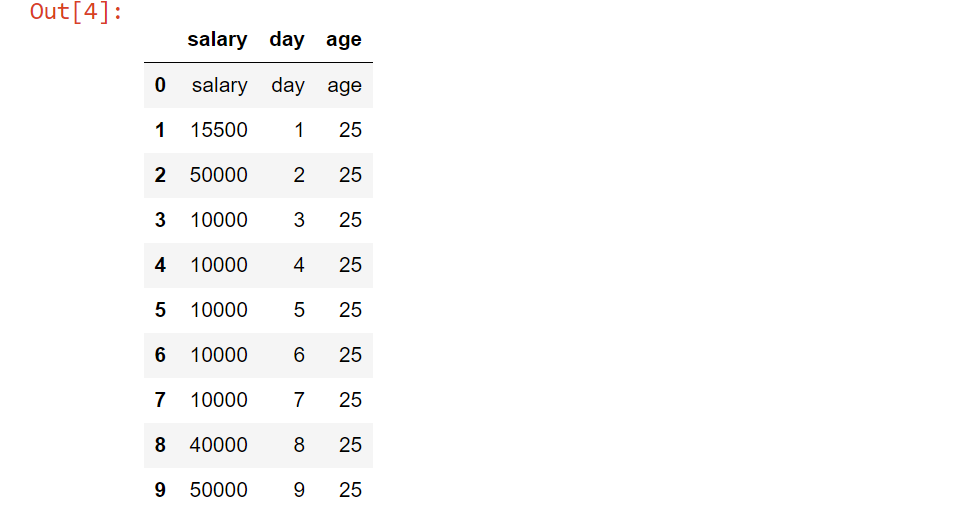 Out[4]:
salary day age
0 salary day age
1 15500 1 25
2 50000 2 25
3 10000 3 25
4 10000 4 25
5 10000 5 25
6 10000 6 25
7 10000 7 25
8 40000 8 25
9 50000 9 25